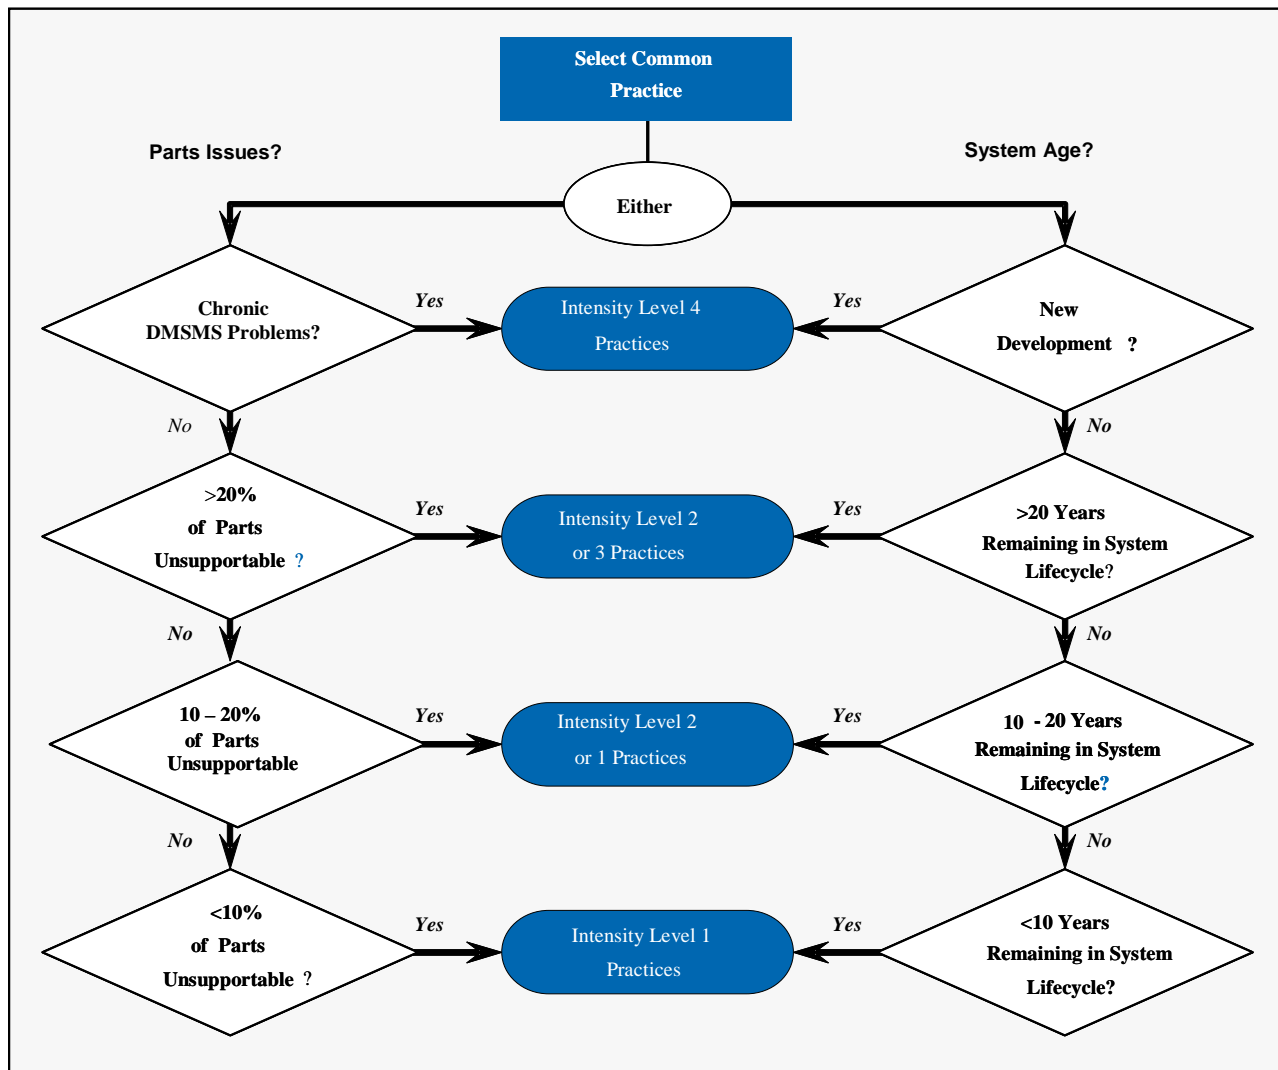 Select Common
Practice
Parts Issues?
System Age?
Either
Chronic
DMSMS Problems?
Yes
Intensity Level 4
Practices
Yes
New
Development ?
No
No
>20%
of Parts
Unsupportable ?
Yes
Intensity Level 2
or 3 Practices
Yes
>20 Years
Remaining in System
Lifecycle?
No
No
10 – 20%
of Parts
Unsupportable
Yes
Intensity Level 2
or 1 Practices
Yes
10 - 20 Years
Remaining in System
Lifecycle?
No
No
<10%
of Parts
Unsupportable ?
Yes
Intensity Level 1
Practices
Yes
<10 Years
Remaining in System
Lifecycle?